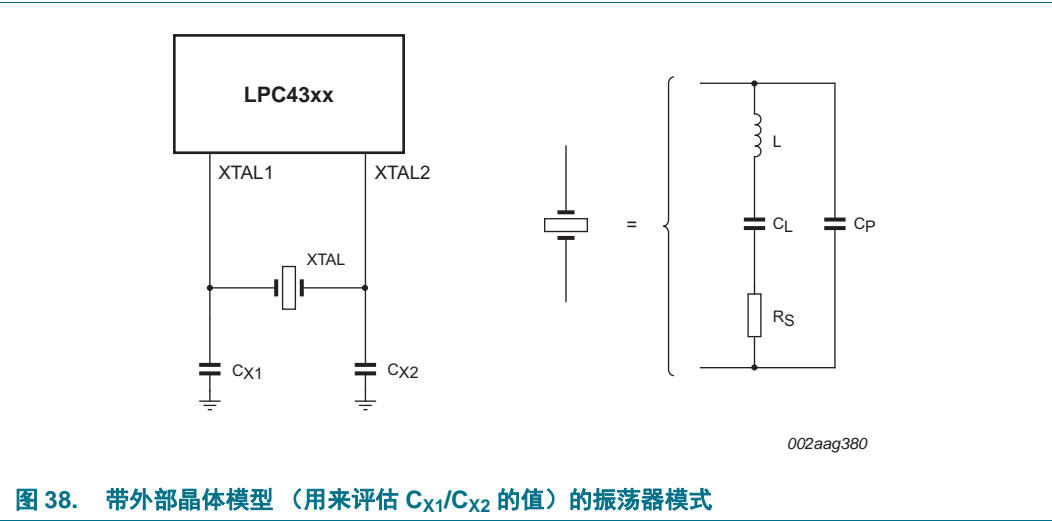 LPC43xx
XTAL1
XTAL2
XTAL
CX1
CX2
=
L
CL
CP
RS
002aag380
图 38. 带外部晶体模型 （用来评估 CX1/CX2 的值）的振荡器模式